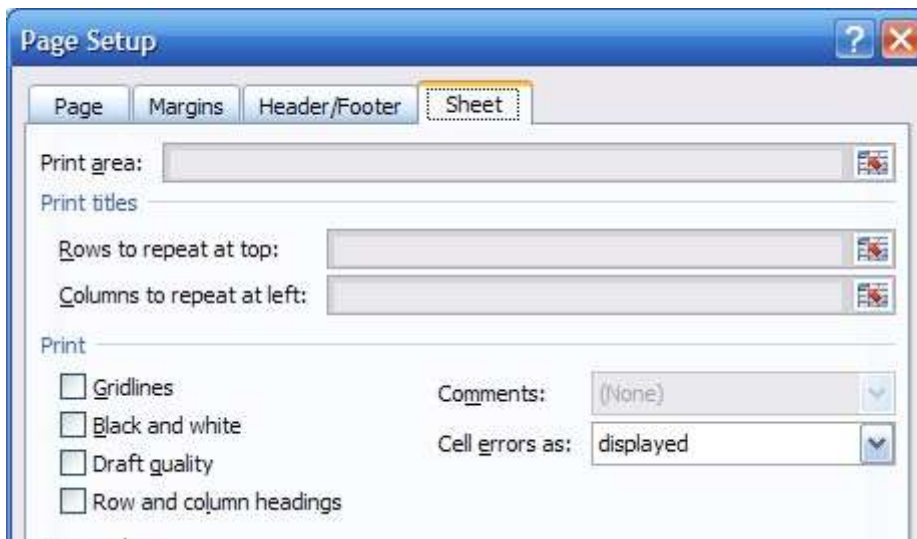 Page Setup
Page Margins Header/Footer Sheet
Print area:
Print titles
Rows to repeat at top:
Columns to repeat at left:
Print
Gridlines
Comments: (None)
Black and white
Cell errors as: displayed
Draft quality
Row and column headings